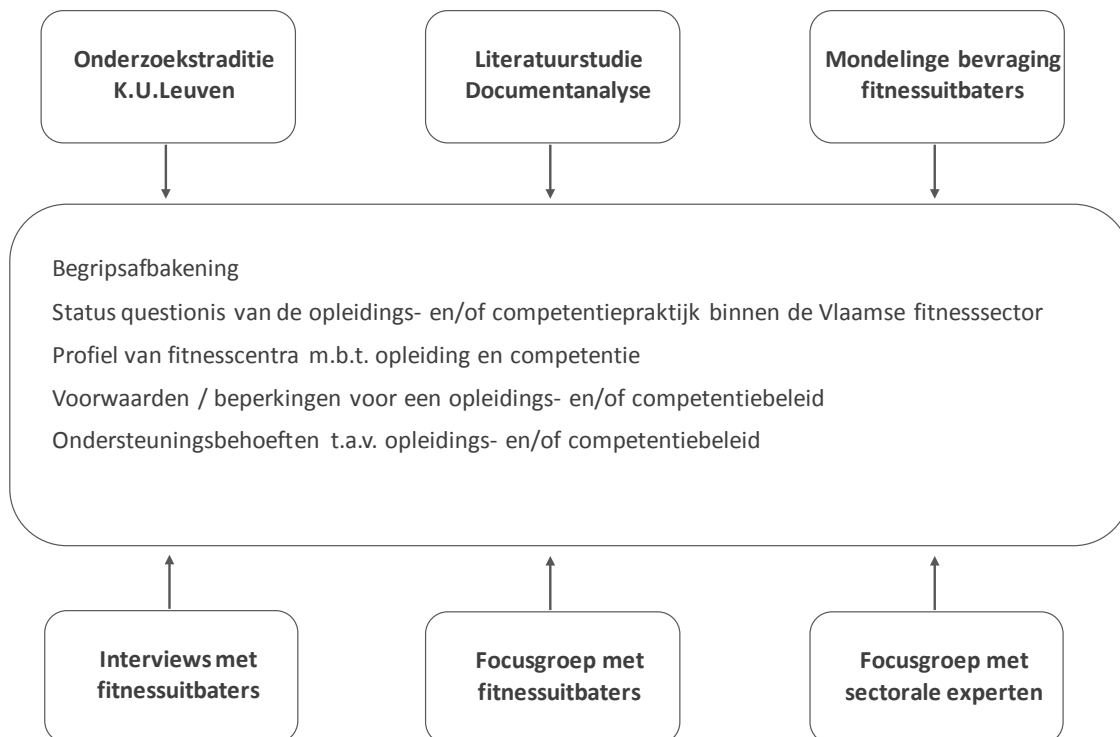 Onderzoekstraditie
K.U.Leuven
Literatuurstudie
Documentanalyse
Mondelinge bevraging
fitnessuitbaters
Begripsafbakening
Status questionis van de opleidings- en/of competentiepraktijk binnen de Vlaamse fitnesssector
Profiel van fitnesscentra m.b.t. opleiding en competentie
Voorwaarden / beperkingen voor een opleidings- en/of competentiebeleid
Ondersteuningsbehoeften t.a.v. opleidings- en/of competentiebeleid
Interviews met
fitnessuitbaters
Focusgroep met
fitnessuitbaters
Focusgroep met
sectorale experten